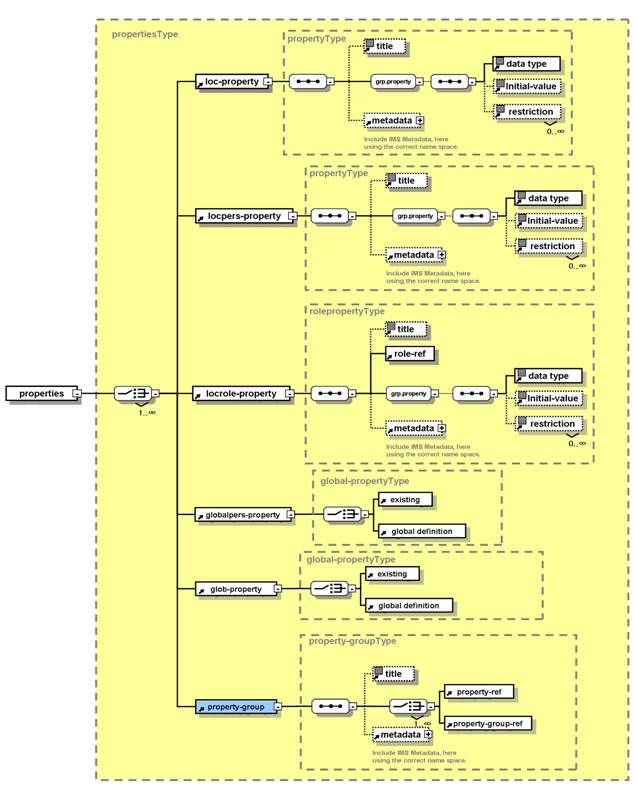 propertiesType
propertyType
title
loc-property
grp.property
data type
Initial-value
restriction
0..∞
metadata
Include IMS Metadata, here
using the correct name space.
propertyType
title
locpers-property
grp.property
data type
Initial-value
restriction
0..∞
metadata
Include IMS Metadata, here
using the correct name space.
rolepropertyType
title
role-ref
properties
1..∞
locrole-property
grp.property
data type
Initial-value
restriction
0..∞
metadata
Include IMS Metadata, here
using the correct name space.
global-propertyType
existing
globalpers-property
global definition
global-propertyType
existing
glob-property
global definition
property-groupType
title
property-group
property-ref
property-group-ref
1..∞
metadata
Include IMS Metadata, here
using the correct name space.